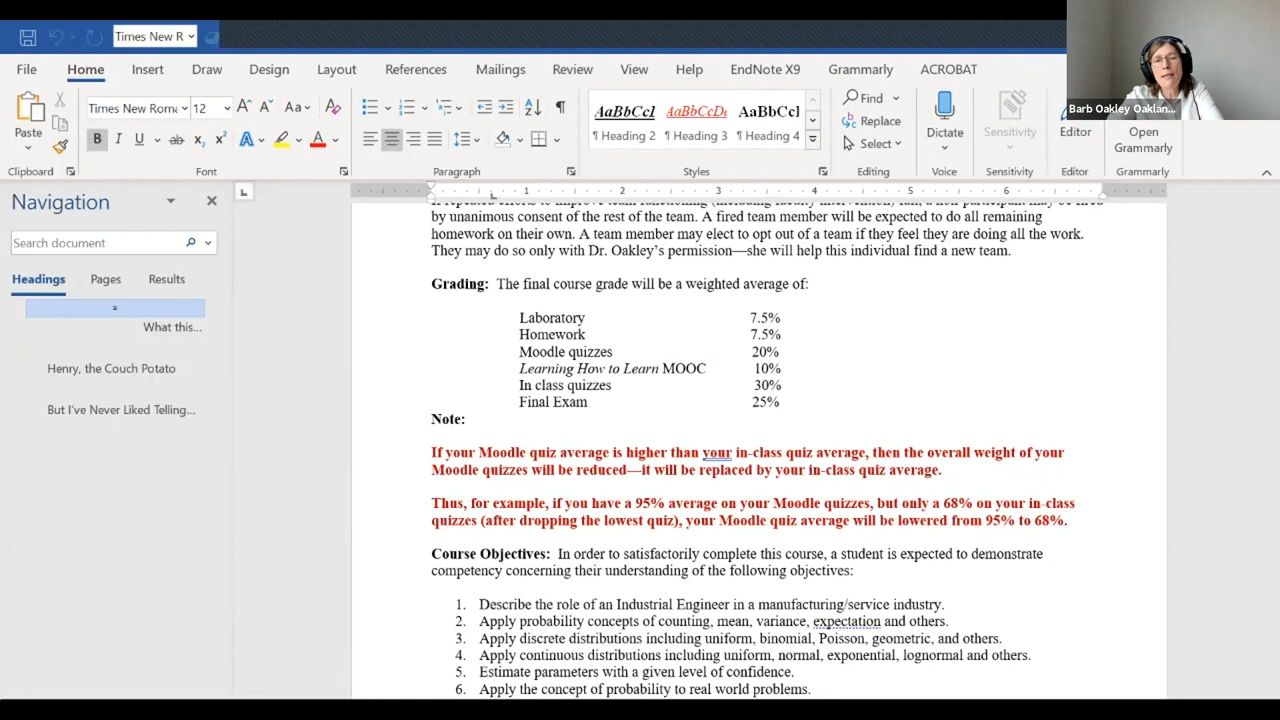 Times New R
Barb Oakley Oaklan...
File Home Insert Draw Design Layout References Mailings Review View Help EndNote X9 Grammarly ACROBAT
Paste
Times New Roma 12 Aa
AaBbCcI AaBbCcDc AaBbCcI
¶ Heading 2 ¶ Heading 3 ¶ Heading 4
Find
Replace
Select
Dictate
Sensitivity
Editor
Open
Grammarly
Clipboard Font Paragraph Styles Editing Voice Sensitivity Editor Grammarly
Navigation
Search document
Headings Pages Results
What this...
Henry, the Couch Potato
But I've Never Liked Telling...
1 2 3 4 5 6
by unanimous consent of the rest of the team. A fired team member will be expected to do all remaining
homework on their own. A team member may elect to opt out of a team if they feel they are doing all the work.
They may do so only with Dr. Oakley's permission—she will help this individual find a new team.
Grading: The final course grade will be a weighted average of:
Laboratory 7.5%
Homework 7.5%
Moodle quizzes 20%
Learning How to Learn MOOC 10%
In class quizzes 30%
Final Exam 25%
Note:
If your Moodle quiz average is higher than your in-class quiz average, then the overall weight of your
Moodle quizzes will be reduced—it will be replaced by your in-class quiz average.
Thus, for example, if you have a 95% average on your Moodle quizzes, but only a 68% on your in-class
quizzes (after dropping the lowest quiz), your Moodle quiz average will be lowered from 95% to 68%.
Course Objectives: In order to satisfactorily complete this course, a student is expected to demonstrate
competency concerning their understanding of the following objectives:
1. Describe the role of an Industrial Engineer in a manufacturing/service industry.
2. Apply probability concepts of counting, mean, variance, expectation and others.
3. Apply discrete distributions including uniform, binomial, Poisson, geometric, and others.
4. Apply continuous distributions including uniform, normal, exponential, lognormal and others.
5. Estimate parameters with a given level of confidence.
6. Apply the concept of probability to real world problems.